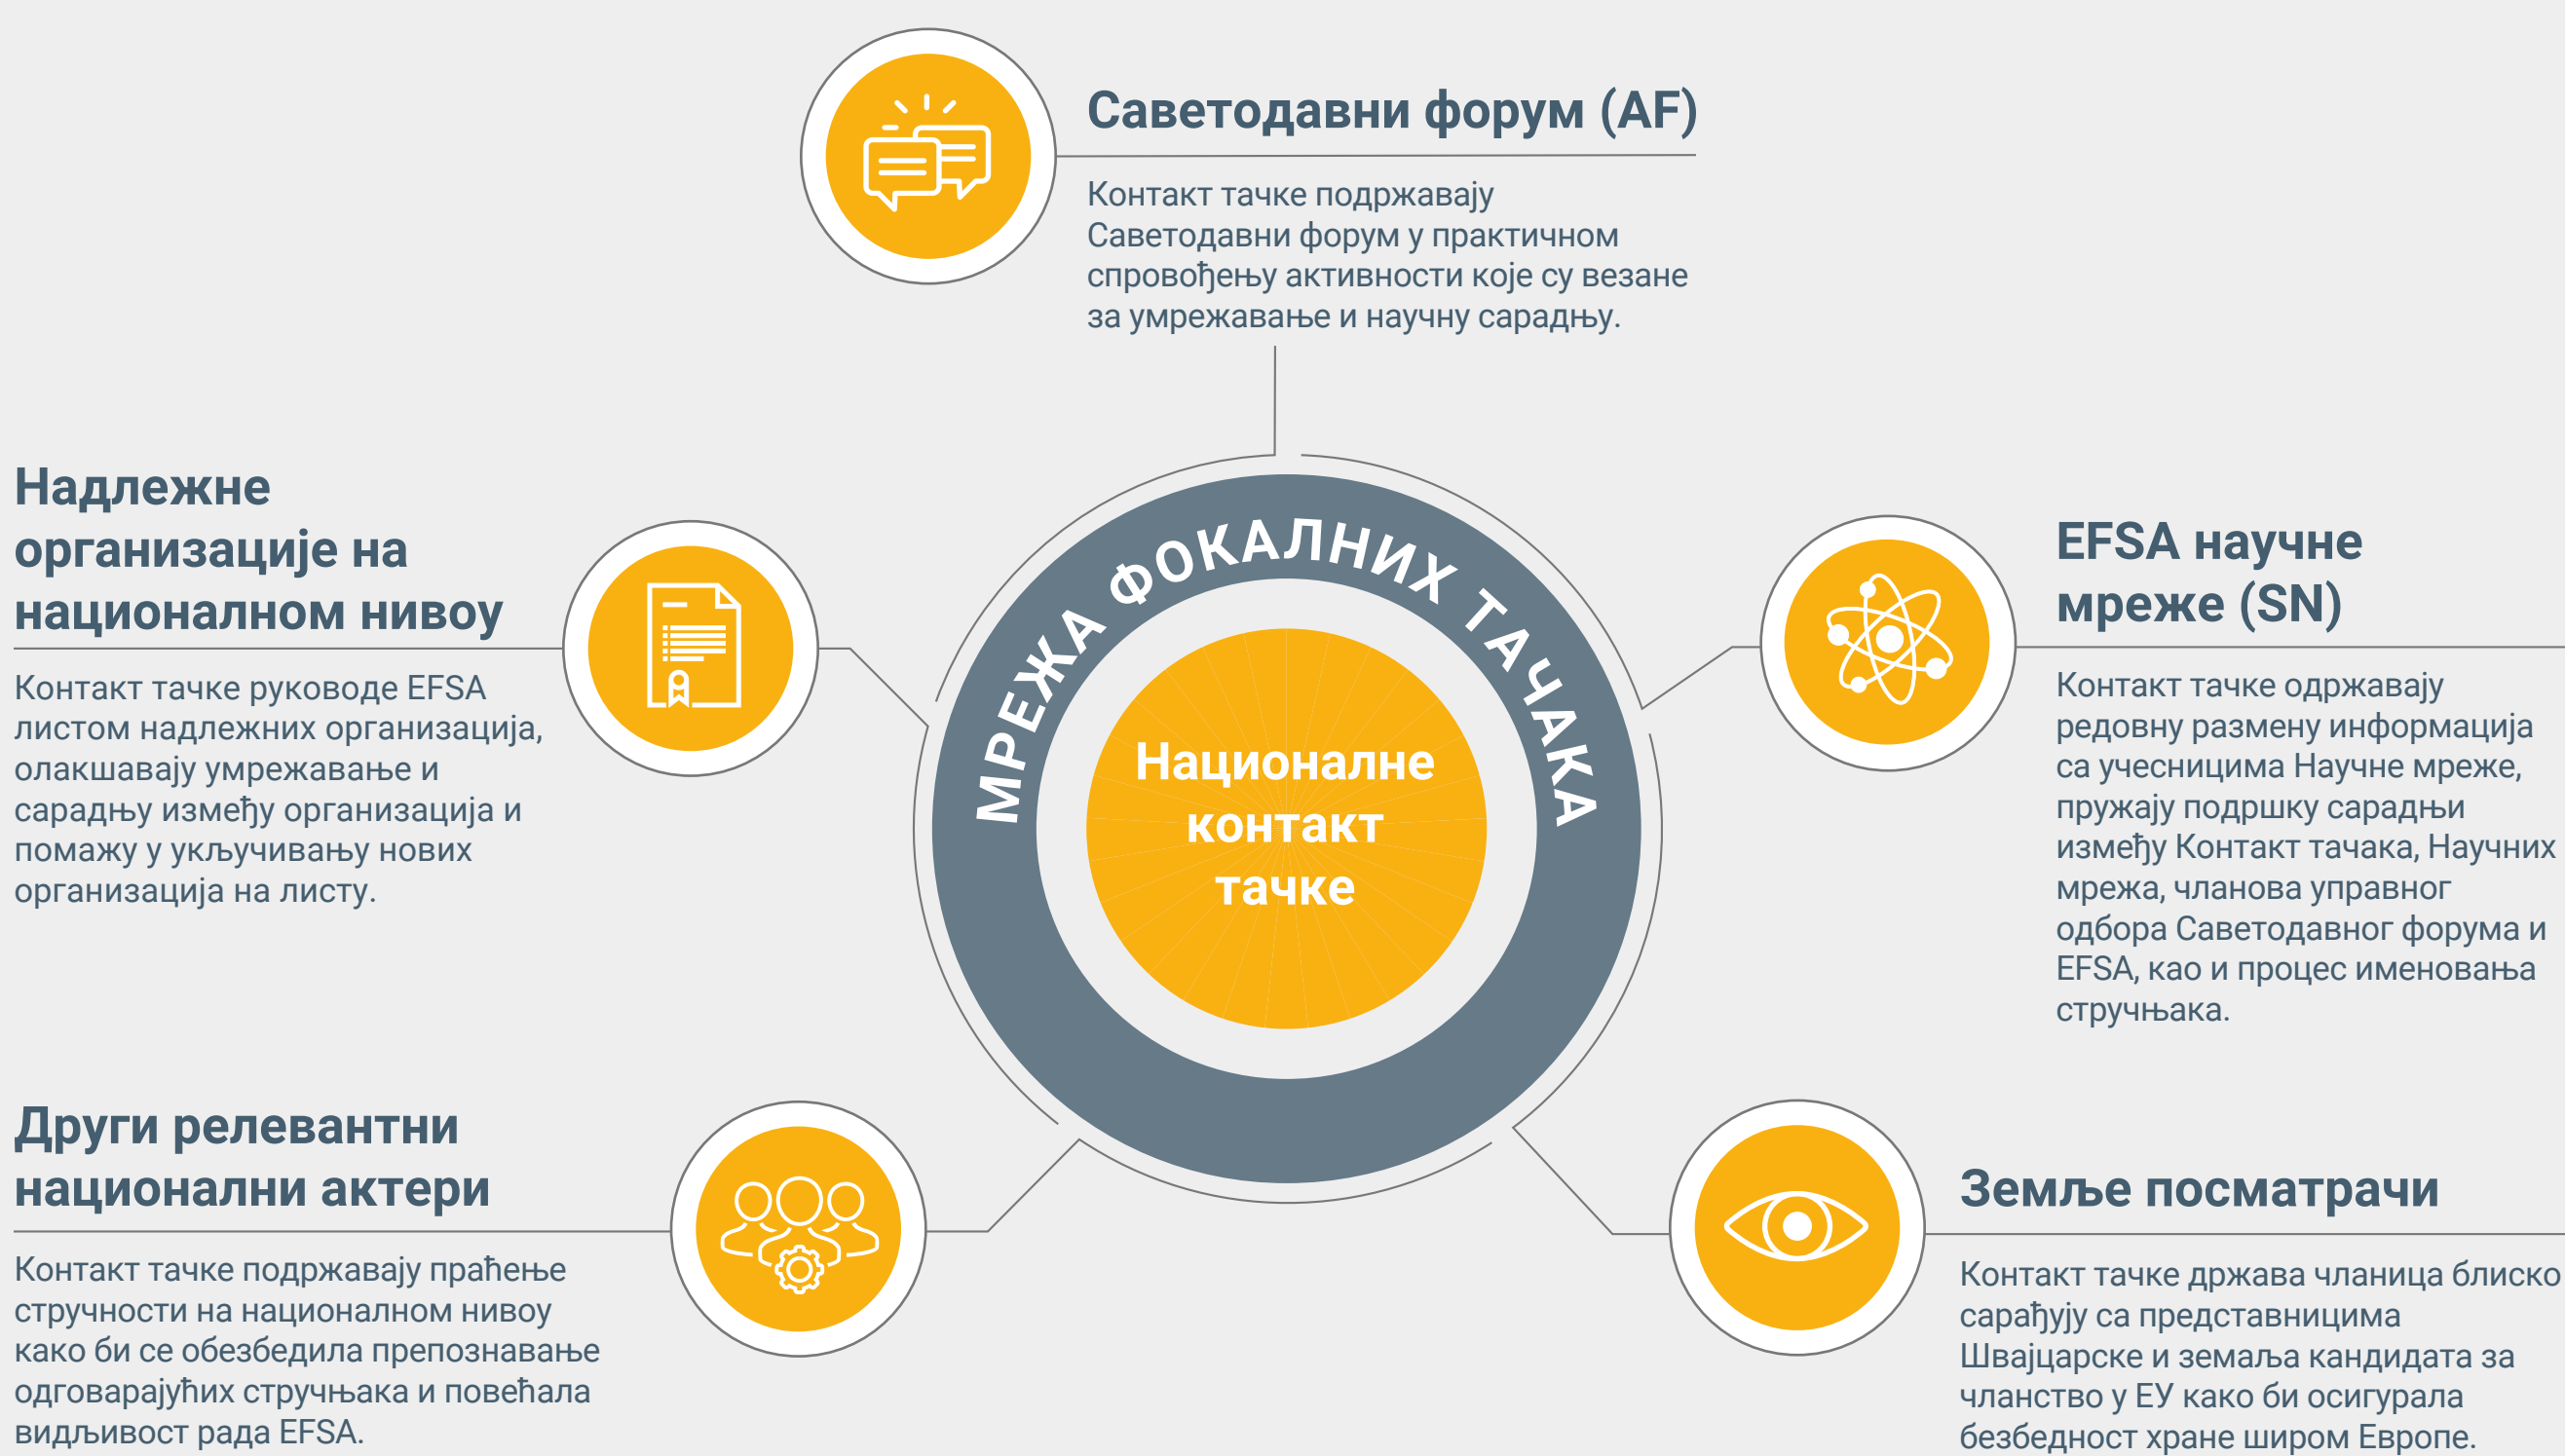 Саветодавни форум (AF)
Контакт тачке подржавају
Саветодавни форум у практичном
спровођењу активности које су везане
за умрежавање и научну сарадњу.
Надлежне
организације на
националном нивоу
Контакт тачке руководе EFSA
листом надлежних организација,
олакшавају умрежавање и
сарадњу између организација и
помажу у укључивању нових
организација на листу.
МРЕЖА ФОКАЛНИХ ТАЧАКА
Националне
контакт
тачке
EFSA научне
мреже (SN)
Контакт тачке одржавају
редовну размену информација
са учесницима Научне мреже,
пружају подршку сарадњи
између Контакт тачака, Научних
мрежа, чланова управног
одбора Саветодавног форума и
EFSA, као и процес именовања
стручњака.
Други релевантни
национални актери
Контакт тачке подржавају праћење
стручности на националном нивоу
како би се обезбедила препознавање
одговарајућих стручњака и повећала
видљивост рада EFSA.
Земље посматрачи
Контакт тачке држава чланица блиско
сарађују са представницима
Швајцарске и земаља кандидата за
чланство у ЕУ како би осигурала
безбедност хране широм Европе.